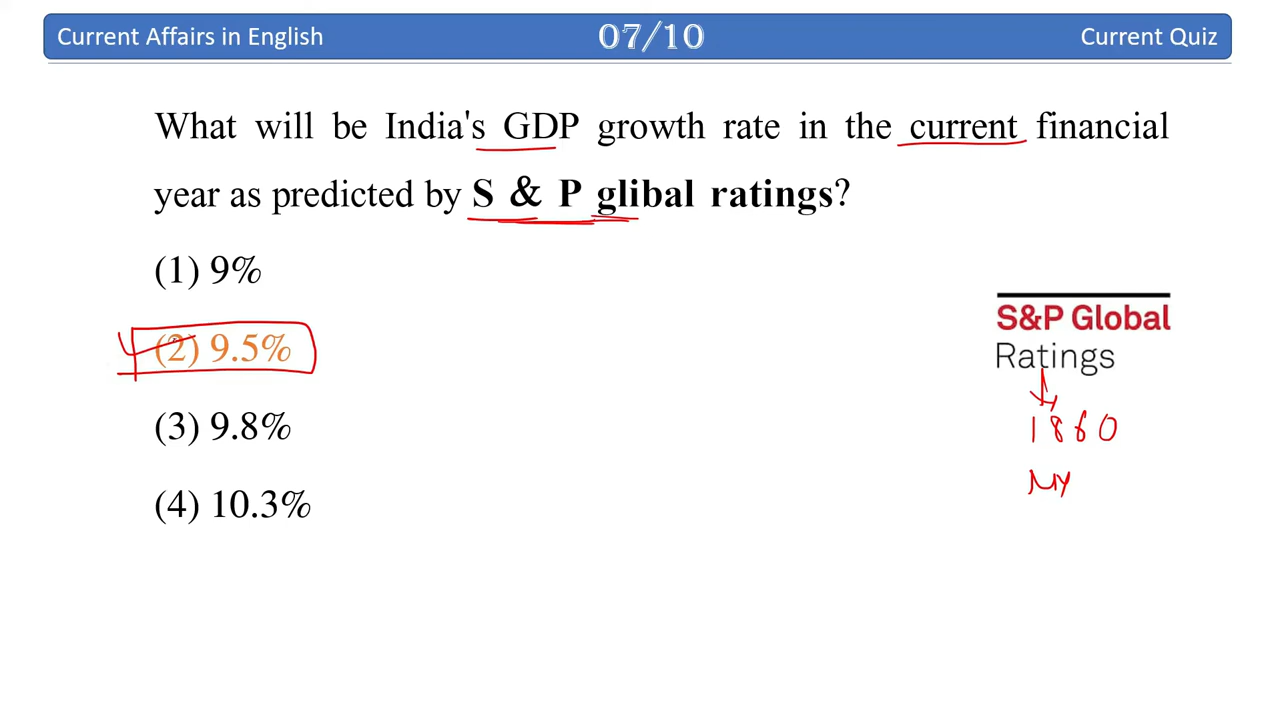 Current Affairs in English
07/10
Current Quiz
What will be India's GDP growth rate in the current financial
year as predicted by S & P glibal ratings?
(1) 9%
(2) 9.5%
(3) 9.8%
(4) 10.3%
S&P Global
Ratings
1860
NY